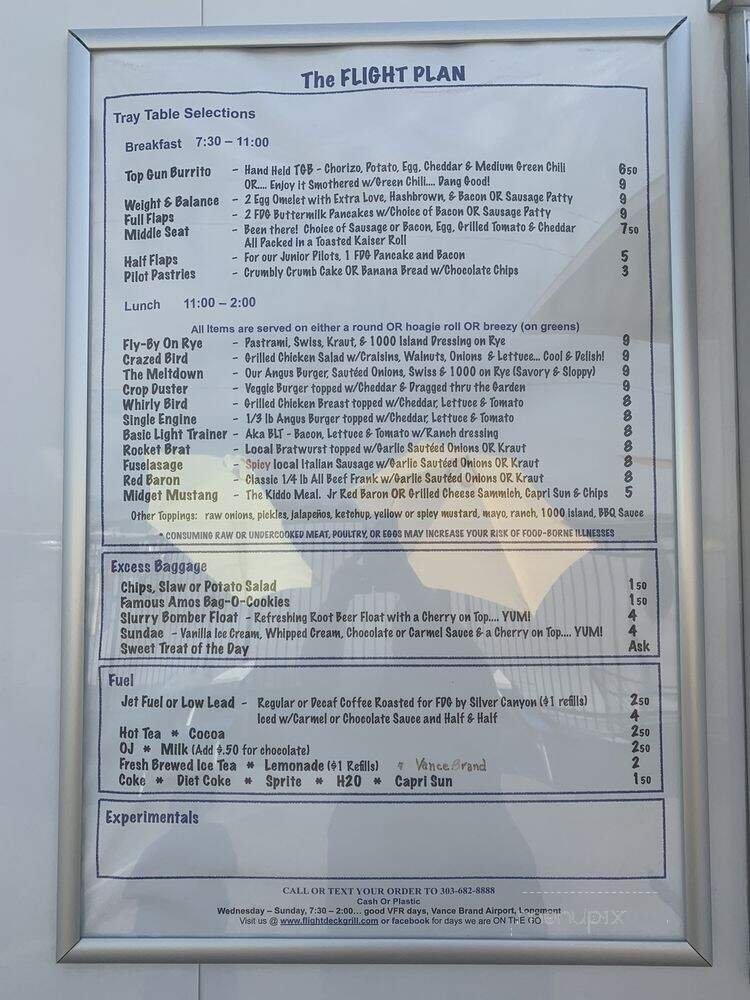 The FLIGHT PLAN
Tray Table Selections
Breakfast 7:30 – 11:00
Top Gun Burrito – Hand Held TGB - Chorizo, Potato, Egg, Cheddar & Medium Green Chili 6 50
OR.... Enjoy it Smothered w/Green Chili.... Dang Good! 9
Weight & Balance – 2 Egg Omelet with Extra Love, Hashbrown, & Bacon OR Sausage Patty 9
Full Flaps – 2 FDG Buttermilk Pancakes w/Choice of Bacon OR Sausage Patty 9
Middle Seat – Been there! Choice of Sausage or Bacon, Egg, Grilled Tomato & Cheddar 7 50
All Packed in a Toasted Kaiser Roll
Half Flaps – For our Junior Pilots, 1 FDG Pancake and Bacon 5
Pilot Pastries – Crumbly Crumb Cake OR Banana Bread w/Chocolate Chips 3
Lunch 11:00 – 2:00
All Items are served on either a round OR hoagie roll OR breezy (on greens)
Fly-By On Rye – Pastrami, Swiss, Kraut, & 1000 Island Dressing on Rye 9
Crazed Bird – Grilled Chicken Salad w/Craisins, Walnuts, Onions & Lettuce... Cool & Delish! 9
The Meltdown – Our Angus Burger, Sautéed Onions, Swiss & 1000 on Rye (Savory & Sloppy) 9
Crop Duster – Veggie Burger topped w/Cheddar & Dragged thru the Garden 9
Whirly Bird – Grilled Chicken Breast topped w/Cheddar, Lettuce & Tomato 8
Single Engine – 1/3 lb Angus Burger topped w/Cheddar, Lettuce & Tomato 8
Basic Light Trainer – Aka BLT - Bacon, Lettuce & Tomato w/Ranch dressing 8
Rocket Brat – Local Bratwurst topped w/Garlic Sautéed Onions OR Kraut 8
Fuselasage – Spicy local Italian Sausage w/Garlic Sautéed Onions OR Kraut 8
Red Baron – Classic 1/4 lb All Beef Frank w/Garlic Sautéed Onions OR Kraut 8
Midget Mustang – The Kiddo Meal. Jr Red Baron OR Grilled Cheese Sammich, Capri Sun & Chips 5
Other Toppings: raw onions, pickles, jalapeños, ketchup, yellow or spicy mustard, mayo, ranch, 1000 island, BBQ Sauce
* CONSUMING RAW OR UNDERCOOKED MEAT, POULTRY, OR EGGS MAY INCREASE YOUR RISK OF FOOD-BORNE ILLNESSES
Excess Baggage
Chips, Slaw or Potato Salad 1 50
Famous Amos Bag-O-Cookies 1 50
Slurry Bomber Float – Refreshing Root Beer Float with a Cherry on Top.... YUM! 4
Sundae – Vanilla Ice Cream, Whipped Cream, Chocolate or Carmel Sauce & a Cherry on Top.... YUM! 4
Sweet Treat of the Day Ask
Fuel
Jet Fuel or Low Lead – Regular or Decaf Coffee Roasted for FDG by Silver Canyon ($1 refills) 2 50
Iced w/Carmel or Chocolate Sauce and Half & Half 4
Hot Tea * Cocoa 2 50
OJ * Milk (Add $.50 for chocolate) 2 50
Fresh Brewed Ice Tea * Lemonade ($1 Refills) * Vance Brand 2
Coke * Diet Coke * Sprite * H20 * Capri Sun 1 50
Experimentals
CALL OR TEXT YOUR ORDER TO 303-682-8888
Cash Or Plastic
Wednesday – Sunday, 7:30 – 2:00... good VFR days, Vance Brand Airport, Longmont
Visit us @ www.flightdeckgrill.com or facebook for days we are ON THE GO
menupix